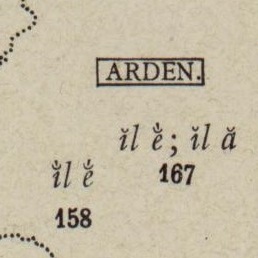 ARDEN.
ĭl ė̆; ĭl ă
167
i̊l e̊́
158